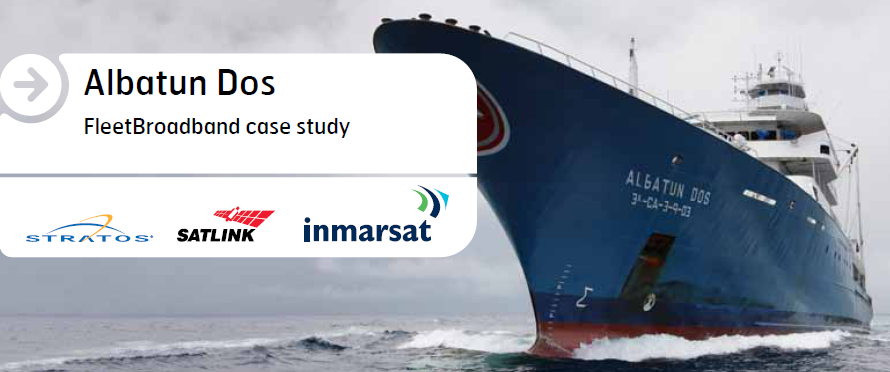 Albatun Dos
FleetBroadband case study
STRATOS
SATLINK
inmarsat
ALBATUN DOS
3ª-CA-3-9-03